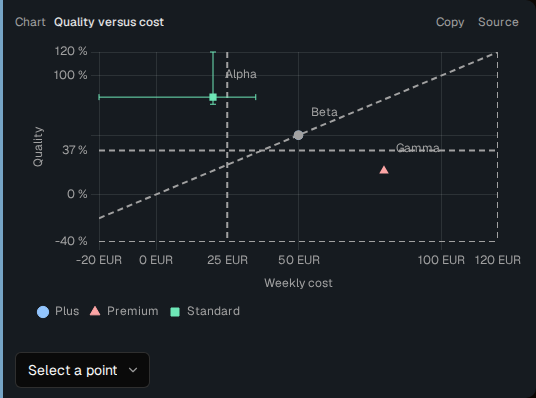 Chart Quality versus cost Copy Source
120 %
100 %
Alpha
Beta
Quality
37 %
Gamma
0 %
-40 %
-20 EUR 0 EUR 25 EUR 50 EUR 100 EUR 120 EUR
Weekly cost
Plus Premium Standard
Select a point